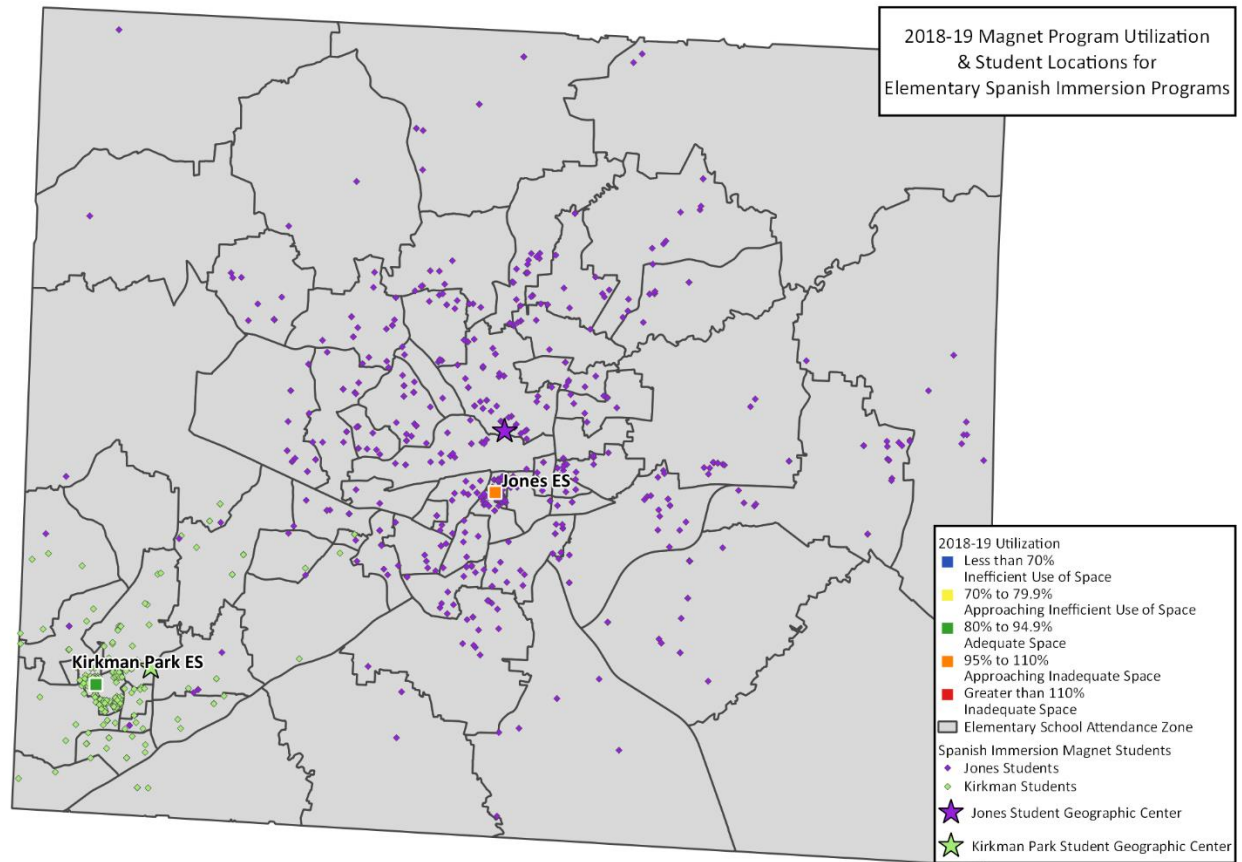 2018-19 Magnet Program Utilization
& Student Locations for
Elementary Spanish Immersion Programs
Jones ES
Kirkman Park ES
2018-19 Utilization
Less than 70%
Inefficient Use of Space
70% to 79.9%
Approaching Inefficient Use of Space
80% to 94.9%
Adequate Space
95% to 110%
Approaching Inadequate Space
Greater than 110%
Inadequate Space
Elementary School Attendance Zone
Spanish Immersion Magnet Students
Jones Students
Kirkman Students
Jones Student Geographic Center
Kirkman Park Student Geographic Center